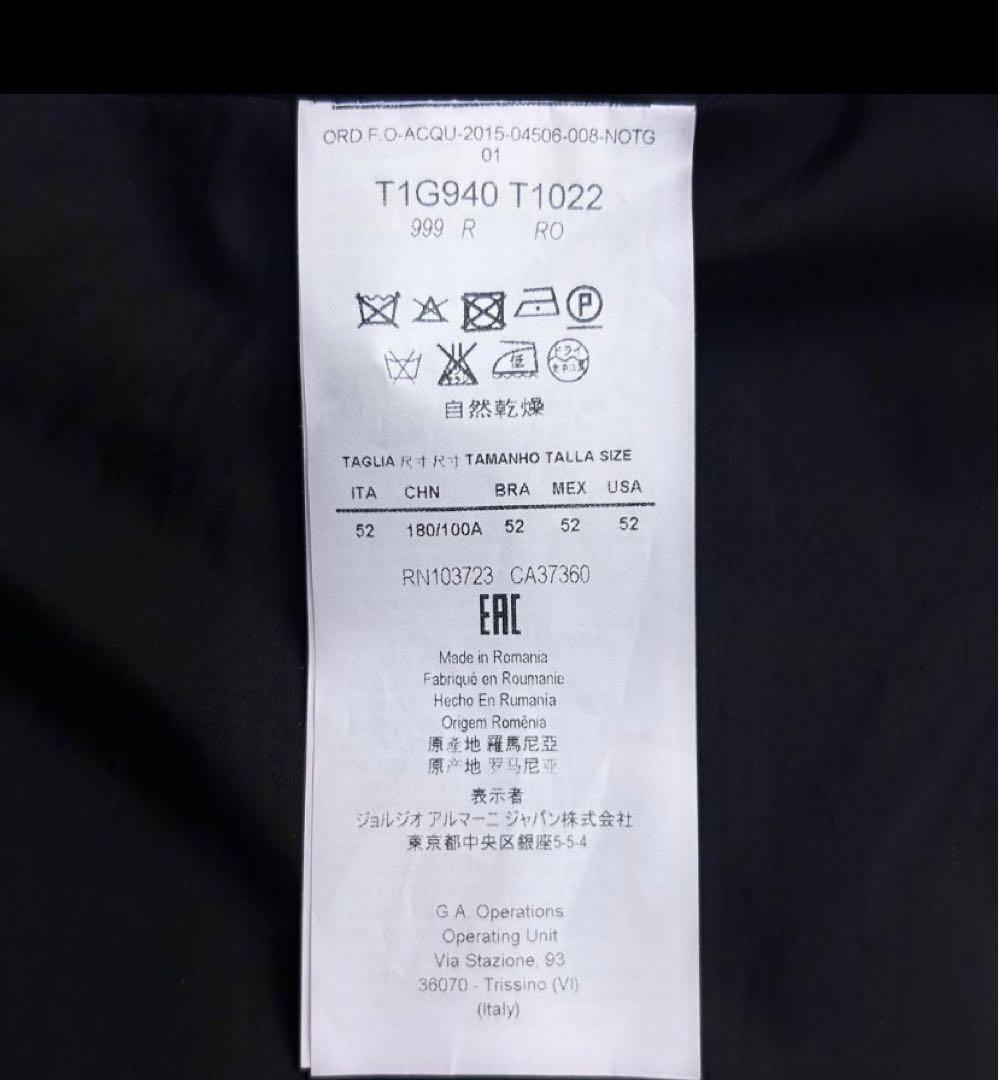 ORD.F.O-ACQU-2015-04506-008-NOTG
01
T1G940 T1022
999 R RO
P
低
ドライ
自然乾燥
TAGLIA 尺寸 尺寸 TAMANHO TALLA SIZE
ITA CHN BRA MEX USA
52 180/100A 52 52 52
RN103723 CA37360
EAC
Made in Romania
Fabriqué en Roumanie
Hecho En Rumanía
Origem Romênia
原產地 羅馬尼亞
原产地 罗马尼亚
表示者
ジョルジオ アルマーニ ジャパン株式会社
東京都中央区銀座5-5-4
G.A. Operations
Operating Unit
Via Stazione, 93
36070 - Trissino (VI)
(Italy)